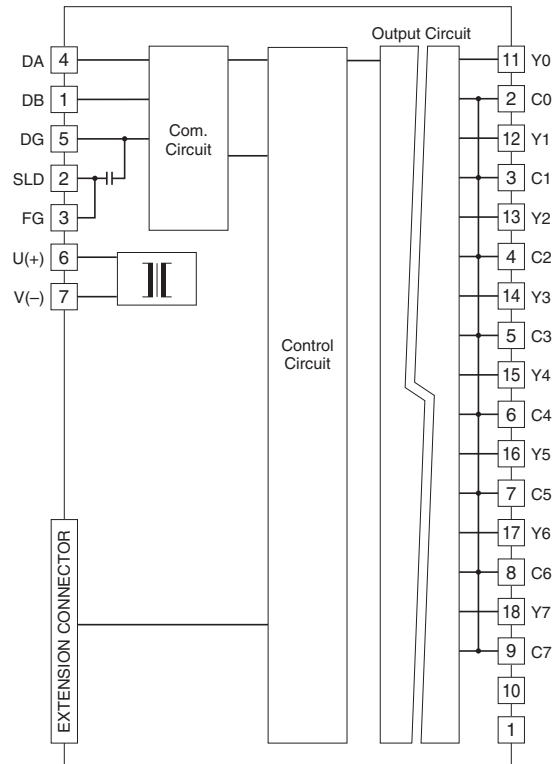 Output Circuit
DA 4
DB 1
DG 5
SLD 2
FG 3
U(+) 6
V(–) 7
Com.
Circuit
Control
Circuit
EXTENSION CONNECTOR
11 Y0
2 C0
12 Y1
3 C1
13 Y2
4 C2
14 Y3
5 C3
15 Y4
6 C4
16 Y5
7 C5
17 Y6
8 C6
18 Y7
9 C7
10
1